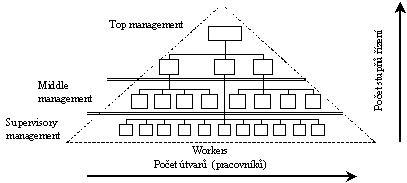 Top management
Middle
management
Supervisory
management
Workers
Počet útvarů (pracovníků)
Počet stupňů řízení